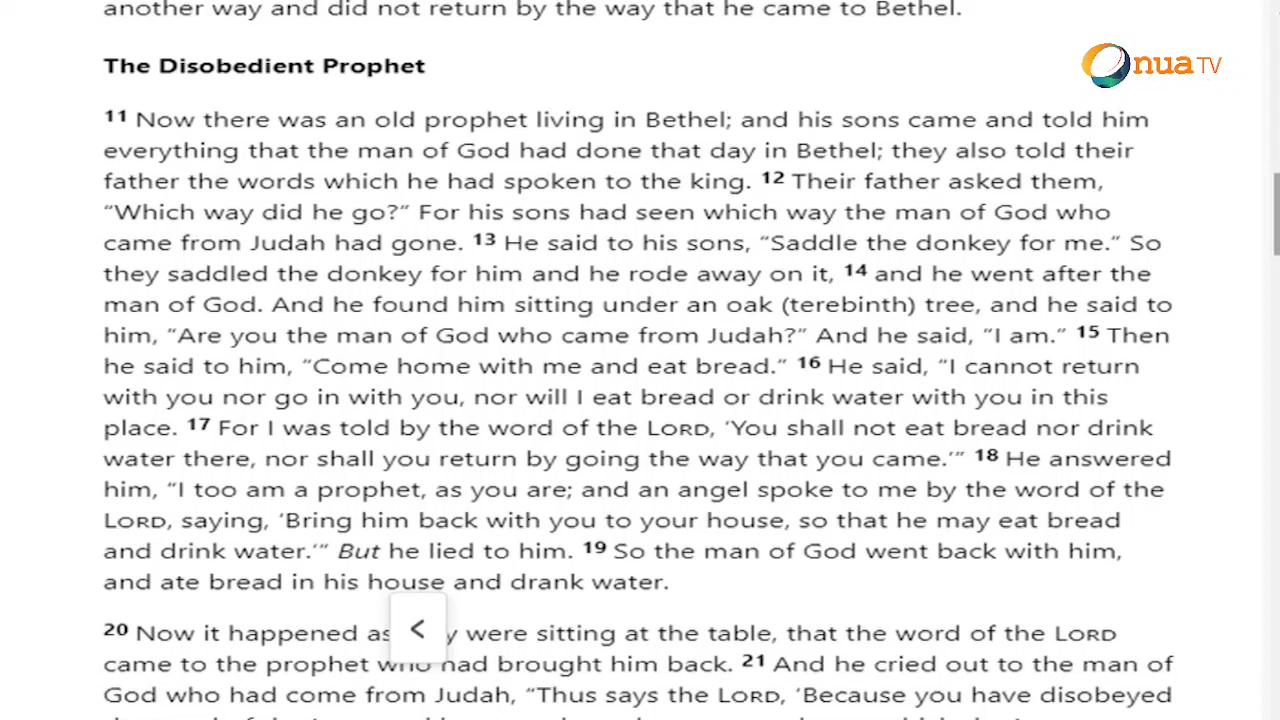 another way and did not return by the way that he came to Bethel.
The Disobedient Prophet
Onua TV
11 Now there was an old prophet living in Bethel; and his sons came and told him
everything that the man of God had done that day in Bethel; they also told their
father the words which he had spoken to the king. 12 Their father asked them,
“Which way did he go?” For his sons had seen which way the man of God who
came from Judah had gone. 13 He said to his sons, “Saddle the donkey for me.” So
they saddled the donkey for him and he rode away on it, 14 and he went after the
man of God. And he found him sitting under an oak (terebinth) tree, and he said to
him, “Are you the man of God who came from Judah?” And he said, “I am.” 15 Then
he said to him, “Come home with me and eat bread.” 16 He said, “I cannot return
with you nor go in with you, nor will I eat bread or drink water with you in this
place. 17 For I was told by the word of the LORD, ‘You shall not eat bread nor drink
water there, nor shall you return by going the way that you came.’” 18 He answered
him, “I too am a prophet, as you are; and an angel spoke to me by the word of the
LORD, saying, ‘Bring him back with you to your house, so that he may eat bread
and drink water.’” But he lied to him. 19 So the man of God went back with him,
and ate bread in his house and drank water.
20 Now it happened as were sitting at the table, that the word of the LORD
came to the prophet who had brought him back. 21 And he cried out to the man of
God who had come from Judah, “Thus says the LORD, ‘Because you have disobeyed